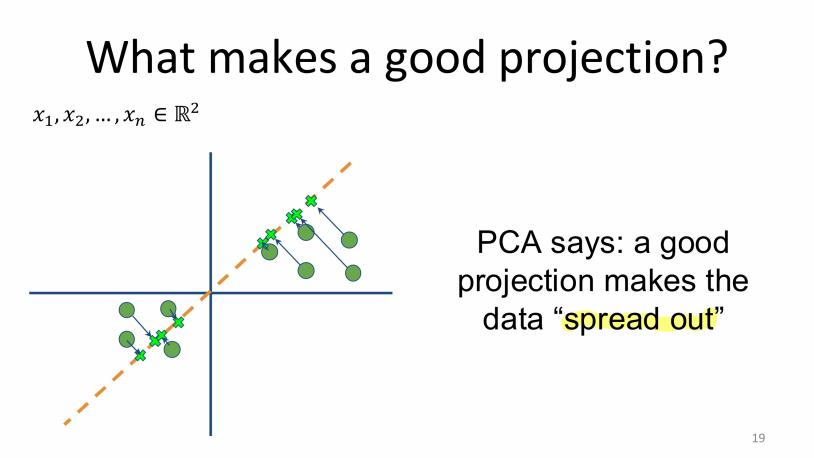 What makes a good projection?
𝑥₁, 𝑥₂, … , 𝑥ₙ ∈ ℝ²
PCA says: a good
projection makes the
data “spread out”
19